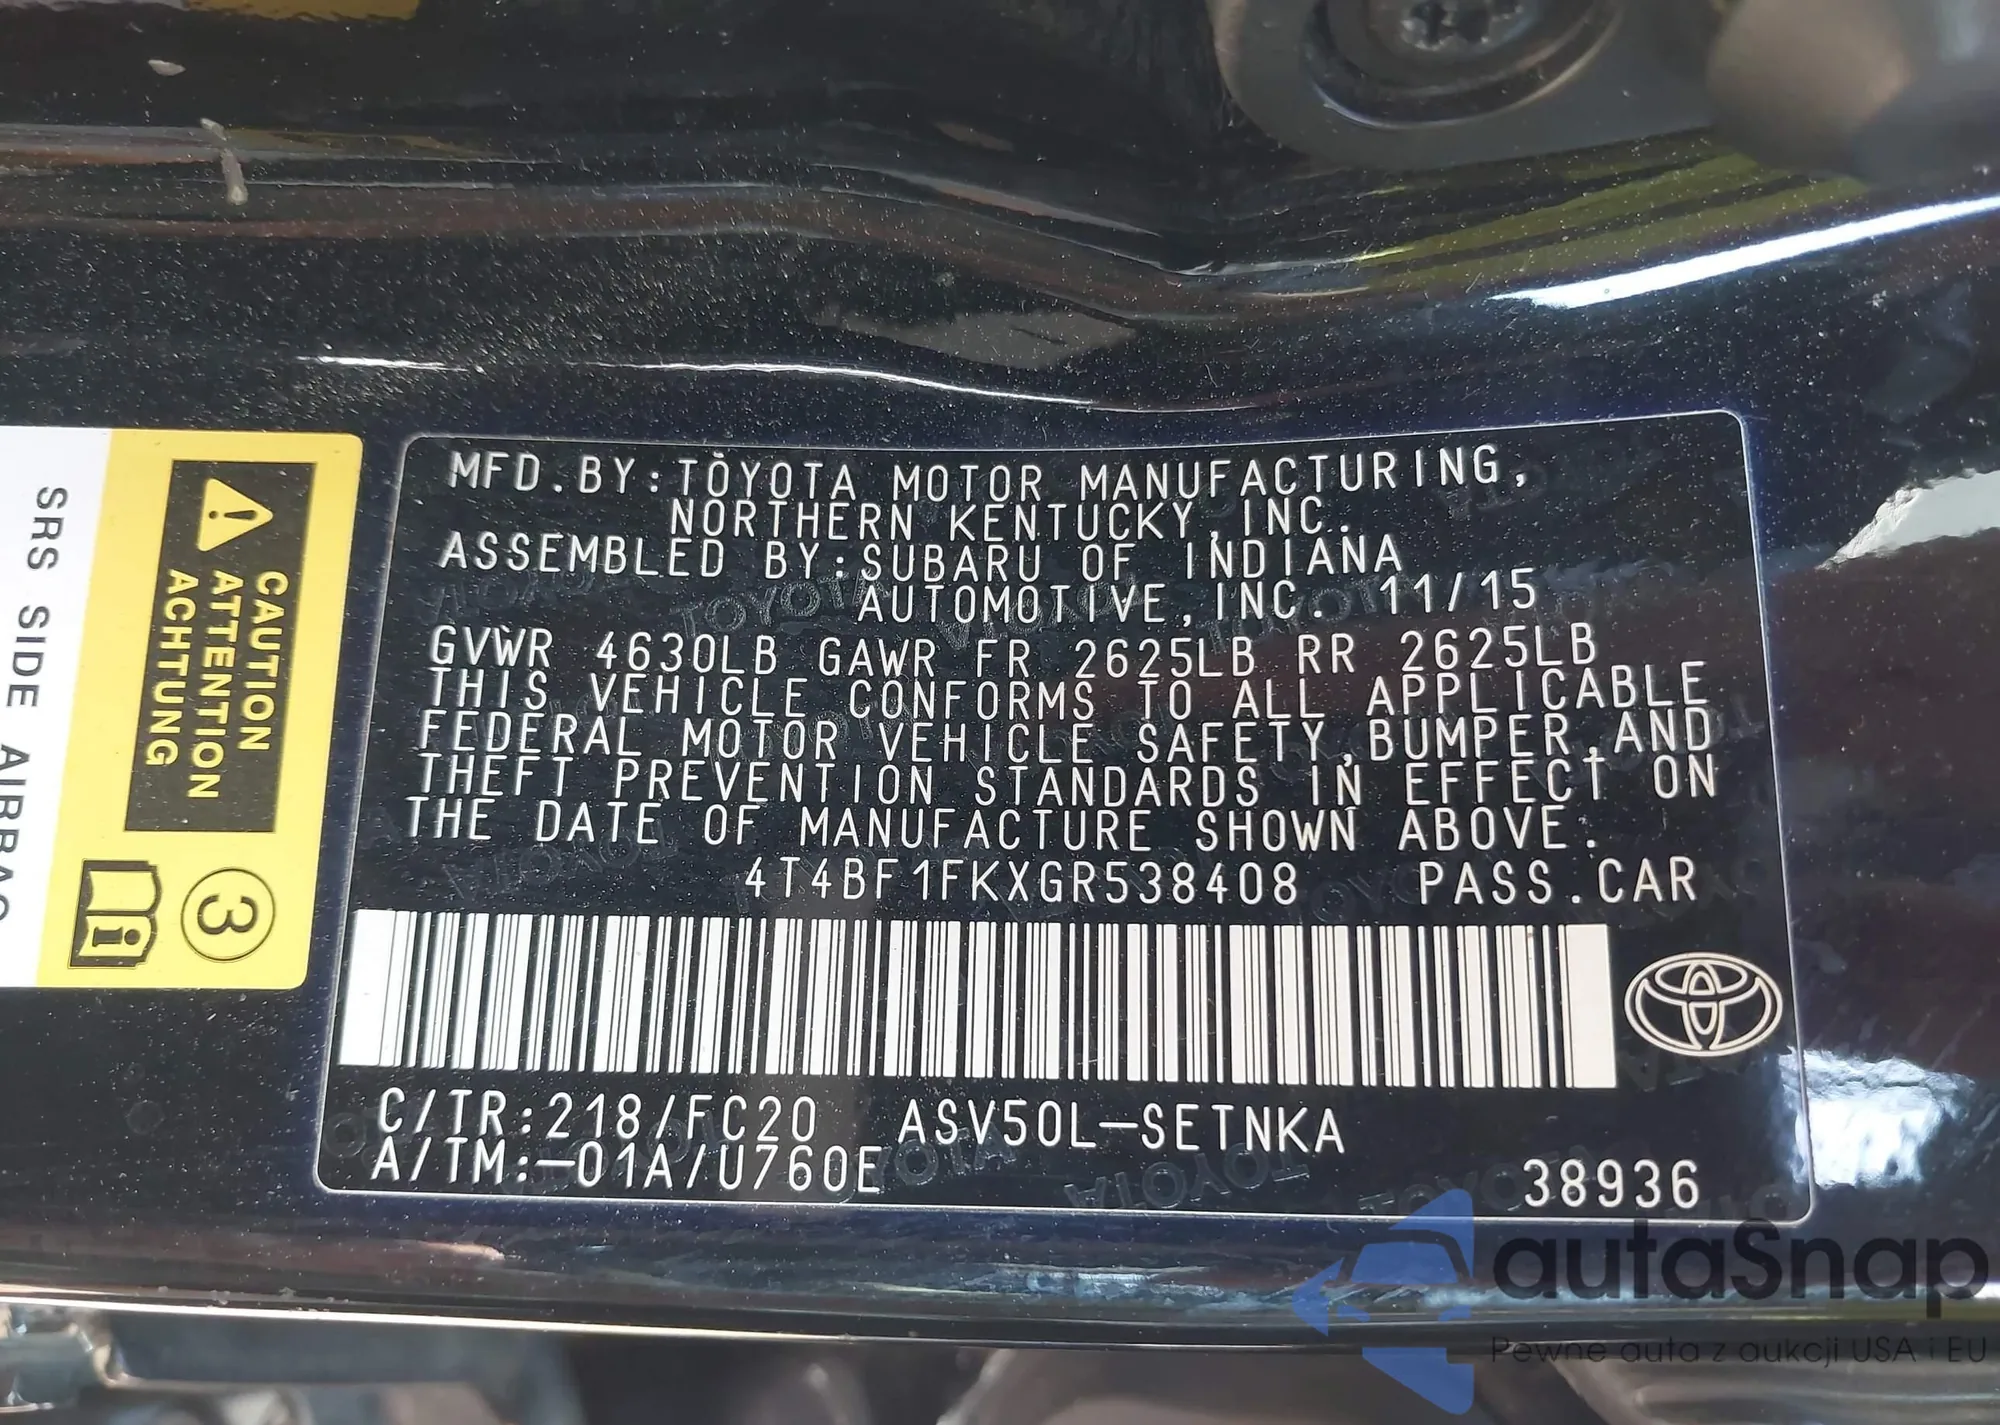 SRS SIDE AIRBAG
CAUTION
ATTENTION
ACHTUNG
3
i
MFD.BY:TOYOTA MOTOR MANUFACTURING,
NORTHERN KENTUCKY,INC.
ASSEMBLED BY:SUBARU OF INDIANA
AUTOMOTIVE,INC. 11/15
GVWR 4630LB GAWR FR 2625LB RR 2625LB
THIS VEHICLE CONFORMS TO ALL APPLICABLE
FEDERAL MOTOR VEHICLE SAFETY,BUMPER,AND
THEFT PREVENTION STANDARDS IN EFFECT ON
THE DATE OF MANUFACTURE SHOWN ABOVE.
4T4BF1FKXGR538408 PASS.CAR
C/TR:218/FC20 ASV50L-SETNKA
A/TM:-01A/U760E
38936
autaSnap
Pewne auta z aukcji USA i EU